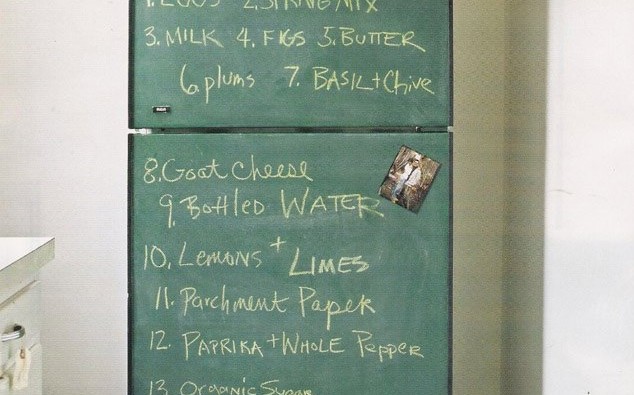 1. EGGS 2. SPRING MIX
3. MILK 4. FIGS 5. BUTTER
6 plums 7. BASIL + Chive
8. Goat cheese
9. Bottled WATER
10. Lemons + LIMES
11. Parchment Paper
12. PAPRIKA + WHOLE Pepper
13. Organic Sugar